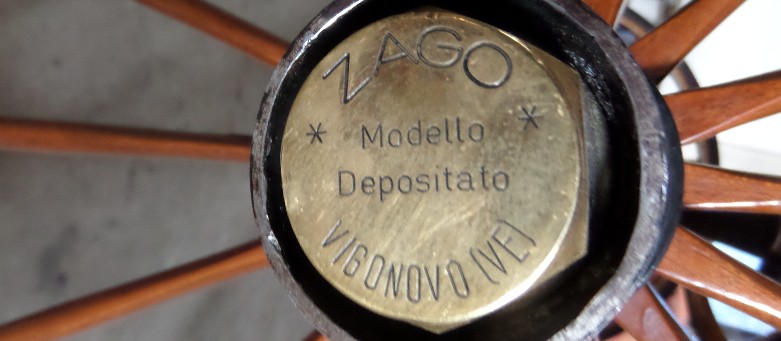 ZAGO
* Modello *
Depositato
VIGONOVO (VE)